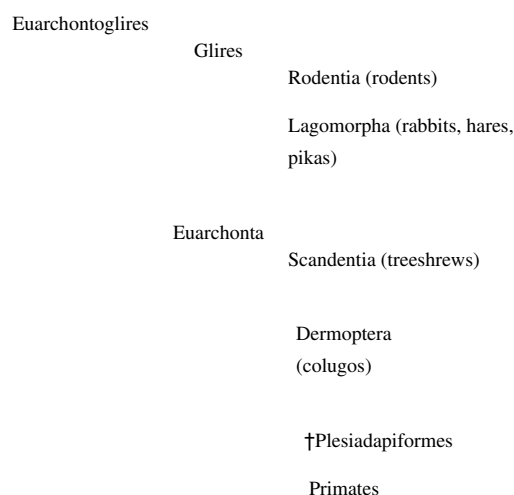 Euarchontoglires
Glires
Rodentia (rodents)
Lagomorpha (rabbits, hares,
pikas)
Euarchonta
Scandentia (treeshrews)
Dermoptera
(colugos)
†Plesiadapiformes
Primates